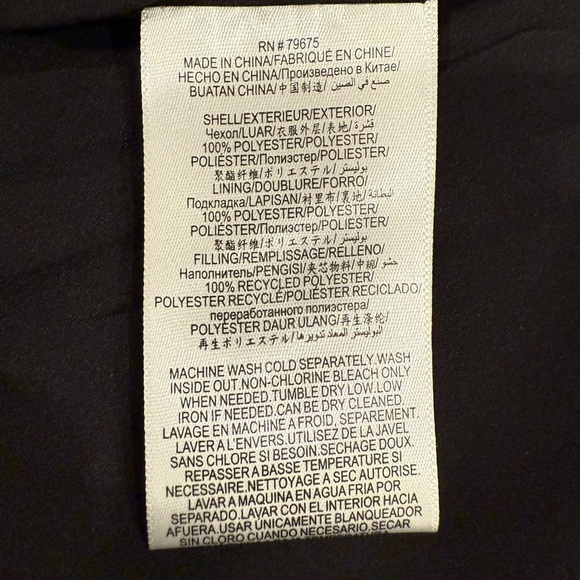 RN # 79675
MADE IN CHINA/FABRIQUÉ EN CHINE/
HECHO EN CHINA/Произведено в Китае/
BUATAN CHINA/中国制造/ صنع في الصين/
SHELL/EXTERIEUR/EXTERIOR/
Чехол/LUAR/衣服外层/表地/قشرة/
100% POLYESTER/POLYESTER/
POLIÉSTER/Полиэстер/POLYESTER/
聚酯纤维/ポリエステル/بوليستر/
LINING/DOUBLURE/FORRO/
Подкладка/LAPISAN/衬里布/裏地/البطانة/
100% POLYESTER/POLYESTER/
POLIÉSTER/Полиэстер/POLYESTER/
聚酯纤维/ポリエステル/بوليستر/
FILLING/REMPLISSAGE/RELLENO/
Наполнитель/PENGISI/夹芯物料/中綿/حشو/
100% RECYCLED POLYESTER/
POLYESTER RECYCLÉ/POLIÉSTER RECICLADO/
переработанного полиэстера/
POLYESTER DAUR ULANG/再生涤纶/
再生ポリエステル/البوليستر المعاد تدويرها/
MACHINE WASH COLD SEPARATELY.WASH
INSIDE OUT.NON-CHLORINE BLEACH ONLY
WHEN NEEDED.TUMBLE DRY LOW.LOW
IRON IF NEEDED.CAN BE DRY CLEANED.
LAVAGE EN MACHINE A FROID, SEPAREMENT.
LAVER A L'ENVERS.UTILISEZ DE LA JAVEL
SANS CHLORE SI BESOIN.SECHAGE DOUX.
REPASSER A BASSE TEMPERATURE SI
NECESSAIRE.NETTOYAGE A SEC AUTORISE.
LAVAR A MAQUINA EN AGUA FRIA POR
SEPARADO.LAVAR CON EL INTERIOR HACIA
AFUERA.USAR UNICAMENTE BLANQUEADOR
SIN CLORO CUANDO NECESARIO.SECAR